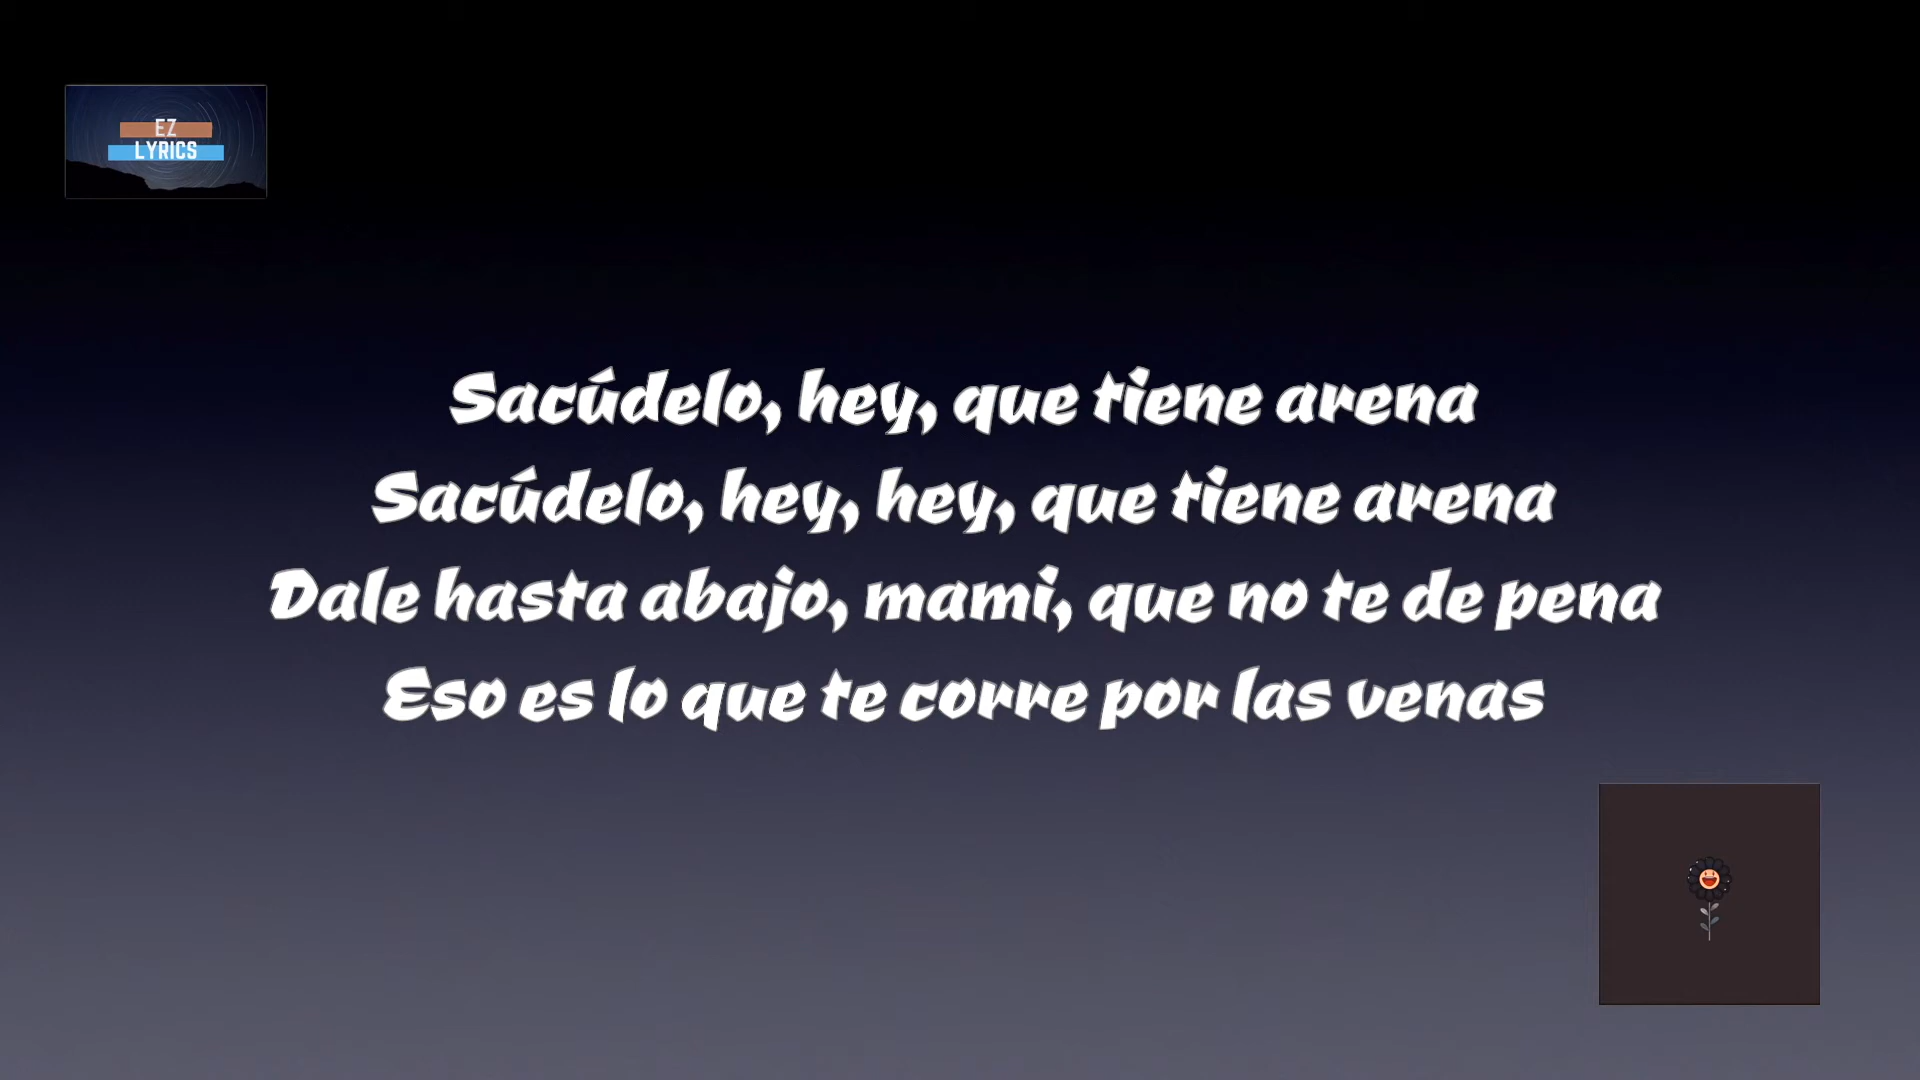 EZ
LYRICS
Sacúdelo, hey, que tiene arena
Sacúdelo, hey, hey, que tiene arena
Dale hasta abajo, mami, que no te de pena
Eso es lo que te corre por las venas